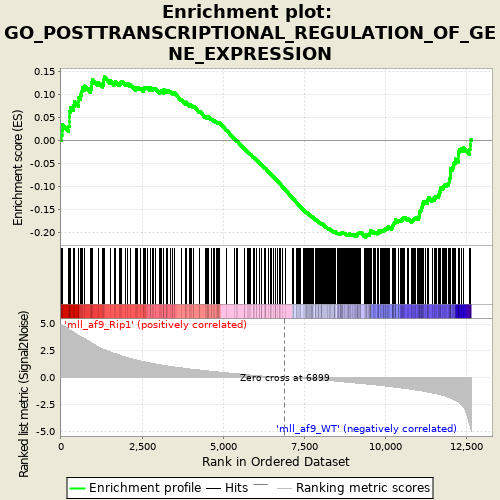 Enrichment plot:
GO_POSTTRANSCRIPTIONAL_REGULATION_OF_GE
NE_EXPRESSION
Enrichment score (ES)
0.15
0.10
0.05
0.00
-0.05
-0.10
-0.15
-0.20
Ranked list metric (Signal2Noise)
5.0
2.5
0.0
-2.5
-5.0
'mll_af9_Rip1' (positively correlated)
Zero cross at 6899
'mll_af9_WT' (negatively correlated)
0
2,500
5,000
7,500
10,000
12,500
Rank in Ordered Dataset
Enrichment profile
Hits
Ranking metric scores